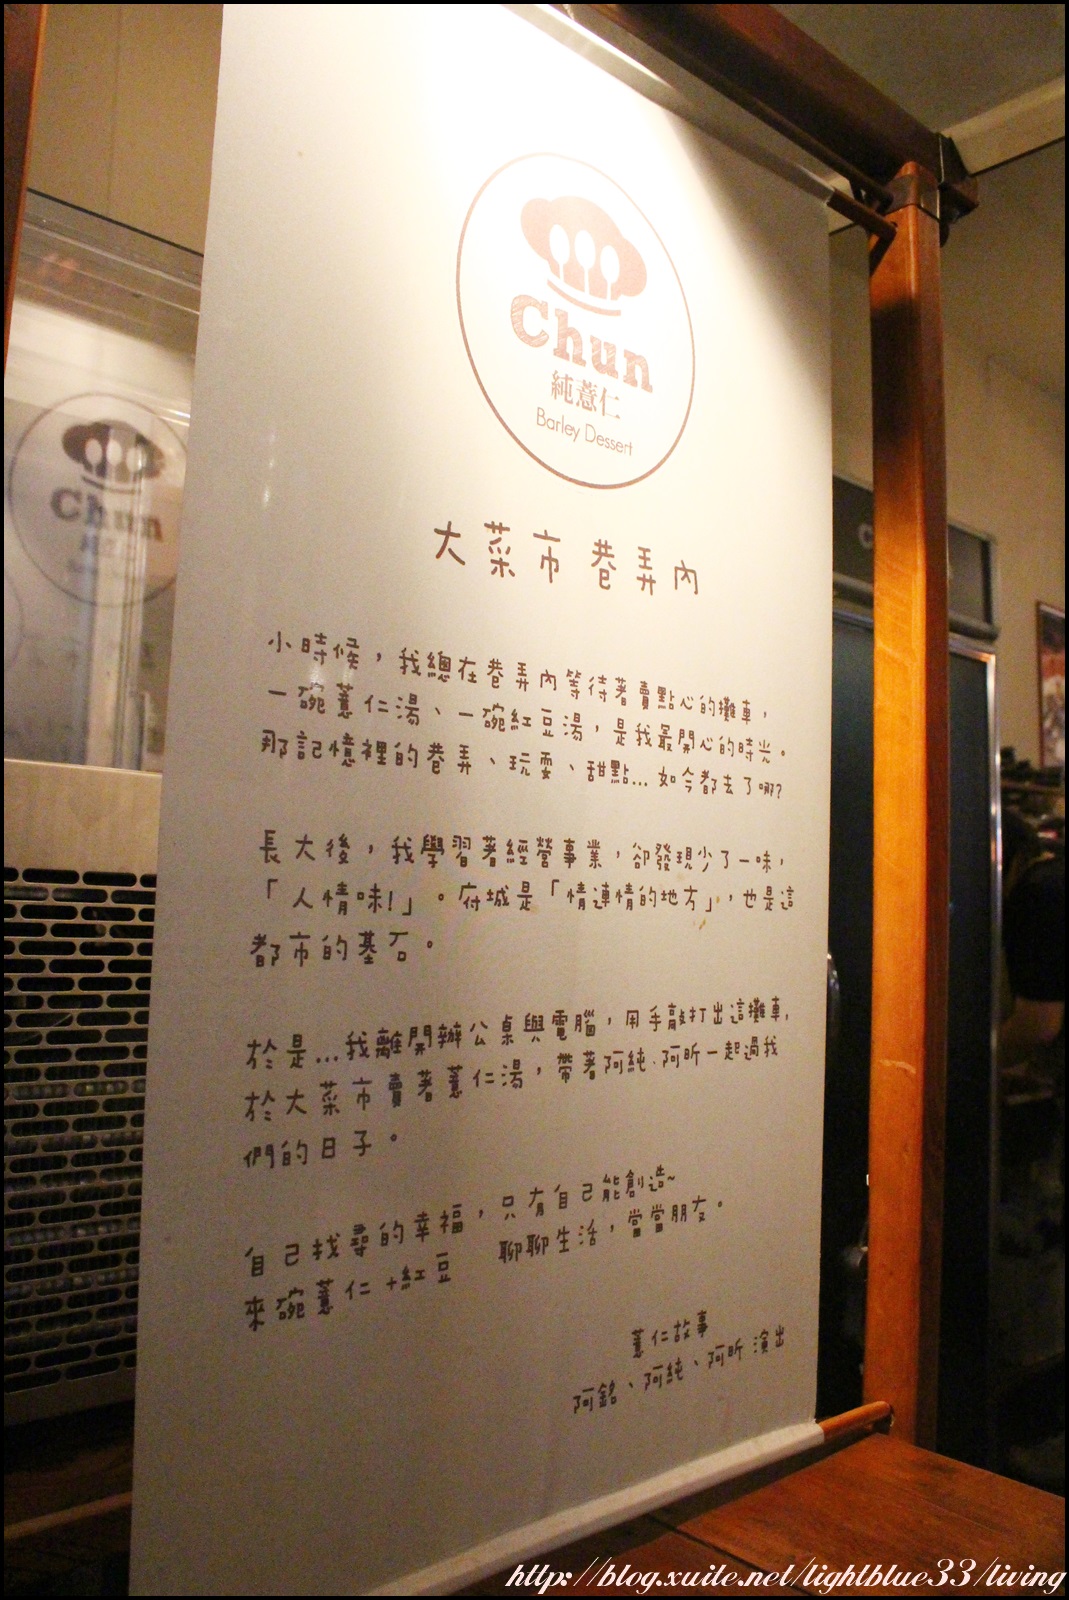 Chun
純薏仁
Barley Dessert
大菜市巷弄內
小時候，我總在巷弄內等待著賣點心的攤車，
一碗薏仁湯、一碗紅豆湯，是我最開心的時光。
那記憶裡的巷弄、玩耍、甜點...如今都去了哪?
長大後，我學習著經營事業，卻發現少了一味，
「人情味!」。府城是「情連情的地方」，也是這
都市的基石。
於是...我離開辦公桌與電腦，用手敲打出這攤車，
於大菜市賣著薏仁湯，帶著阿純、阿昕一起過我
們的日子。
自己找尋的幸福，只有自己能創造~
來碗薏仁+紅豆 聊聊生活，當當朋友。
薏仁故事
阿銘、阿純、阿昕 演出
Chun
http://blog.xuite.net/lightblue33/living